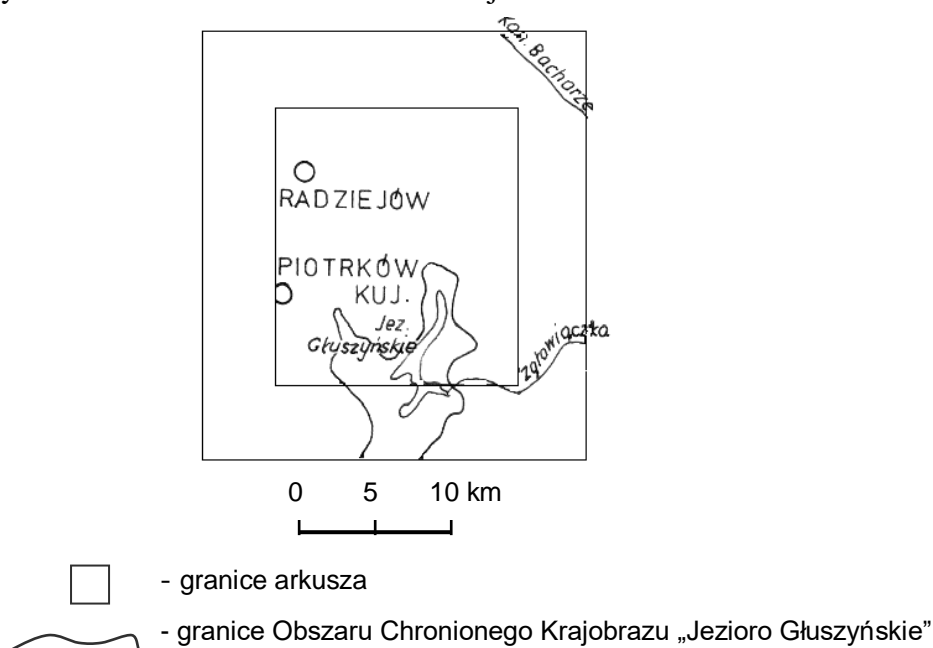 Kan. Bachorze
RADZIEJÓW
PIOTRKÓW
KUJ.
Jez.
Głuszyńskie
Zgłowiączka
0 5 10 km
- granice arkusza
- granice Obszaru Chronionego Krajobrazu „Jezioro Głuszyńskie”